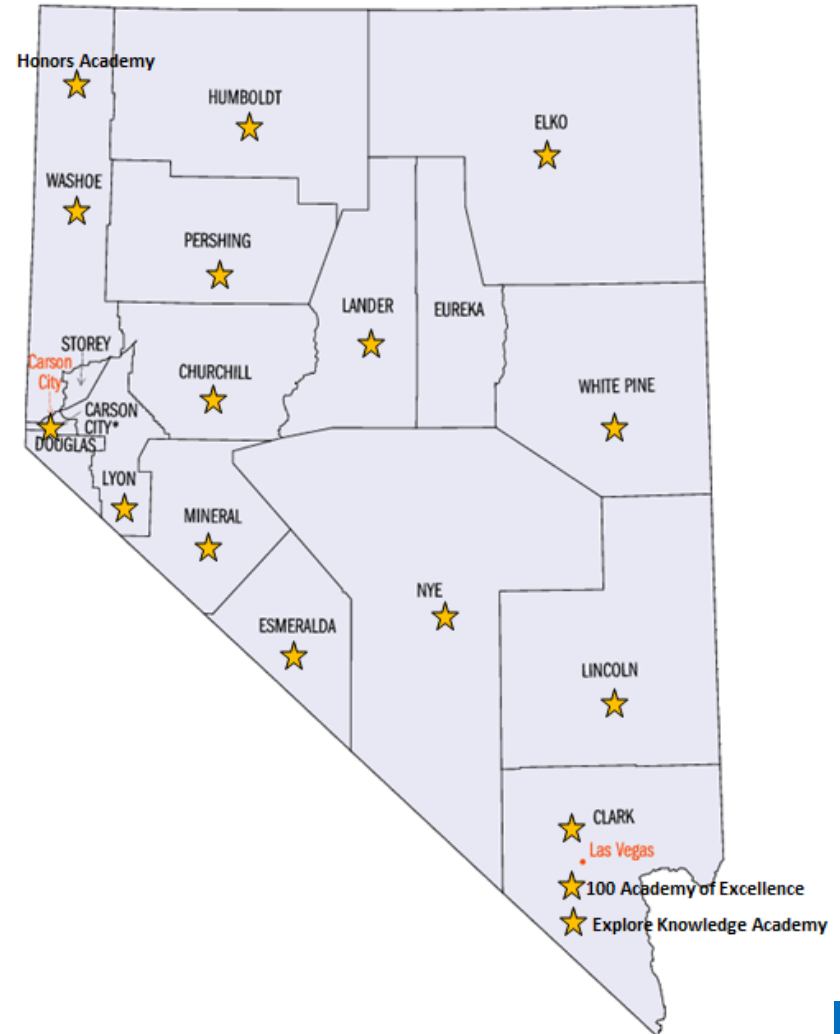 Honors Academy
HUMBOLDT
ELKO
WASHOE
PERSHING
LANDER
EUREKA
STOREY
Carson
City
CHURCHILL
WHITE PINE
CARSON
CITY*
DOUGLAS
LYON
MINERAL
NYE
ESMERALDA
LINCOLN
CLARK
Las Vegas
100 Academy of Excellence
Explore Knowledge Academy